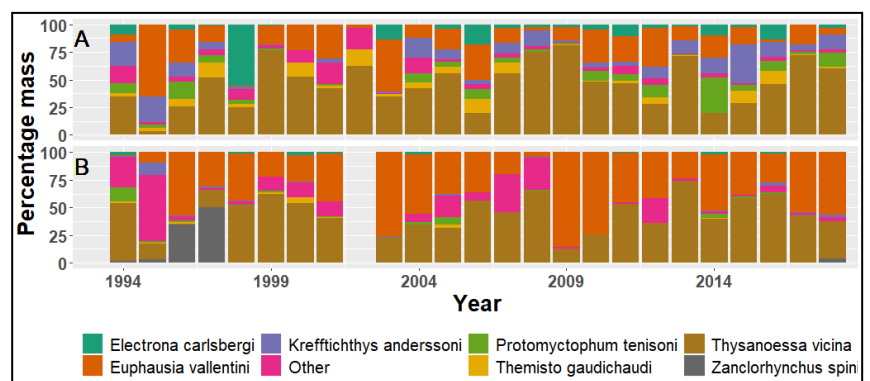 A
100
75
50
25
0
B
100
75
50
25
0
Percentage mass
1994 1999 2004 2009 2014
Year
Electrona carlsbergi Krefftichthys anderssoni Protomyctophum tenisoni Thysanoessa vicina
Euphausia vallentini Other Themisto gaudichaudi Zanclorhynchus spini